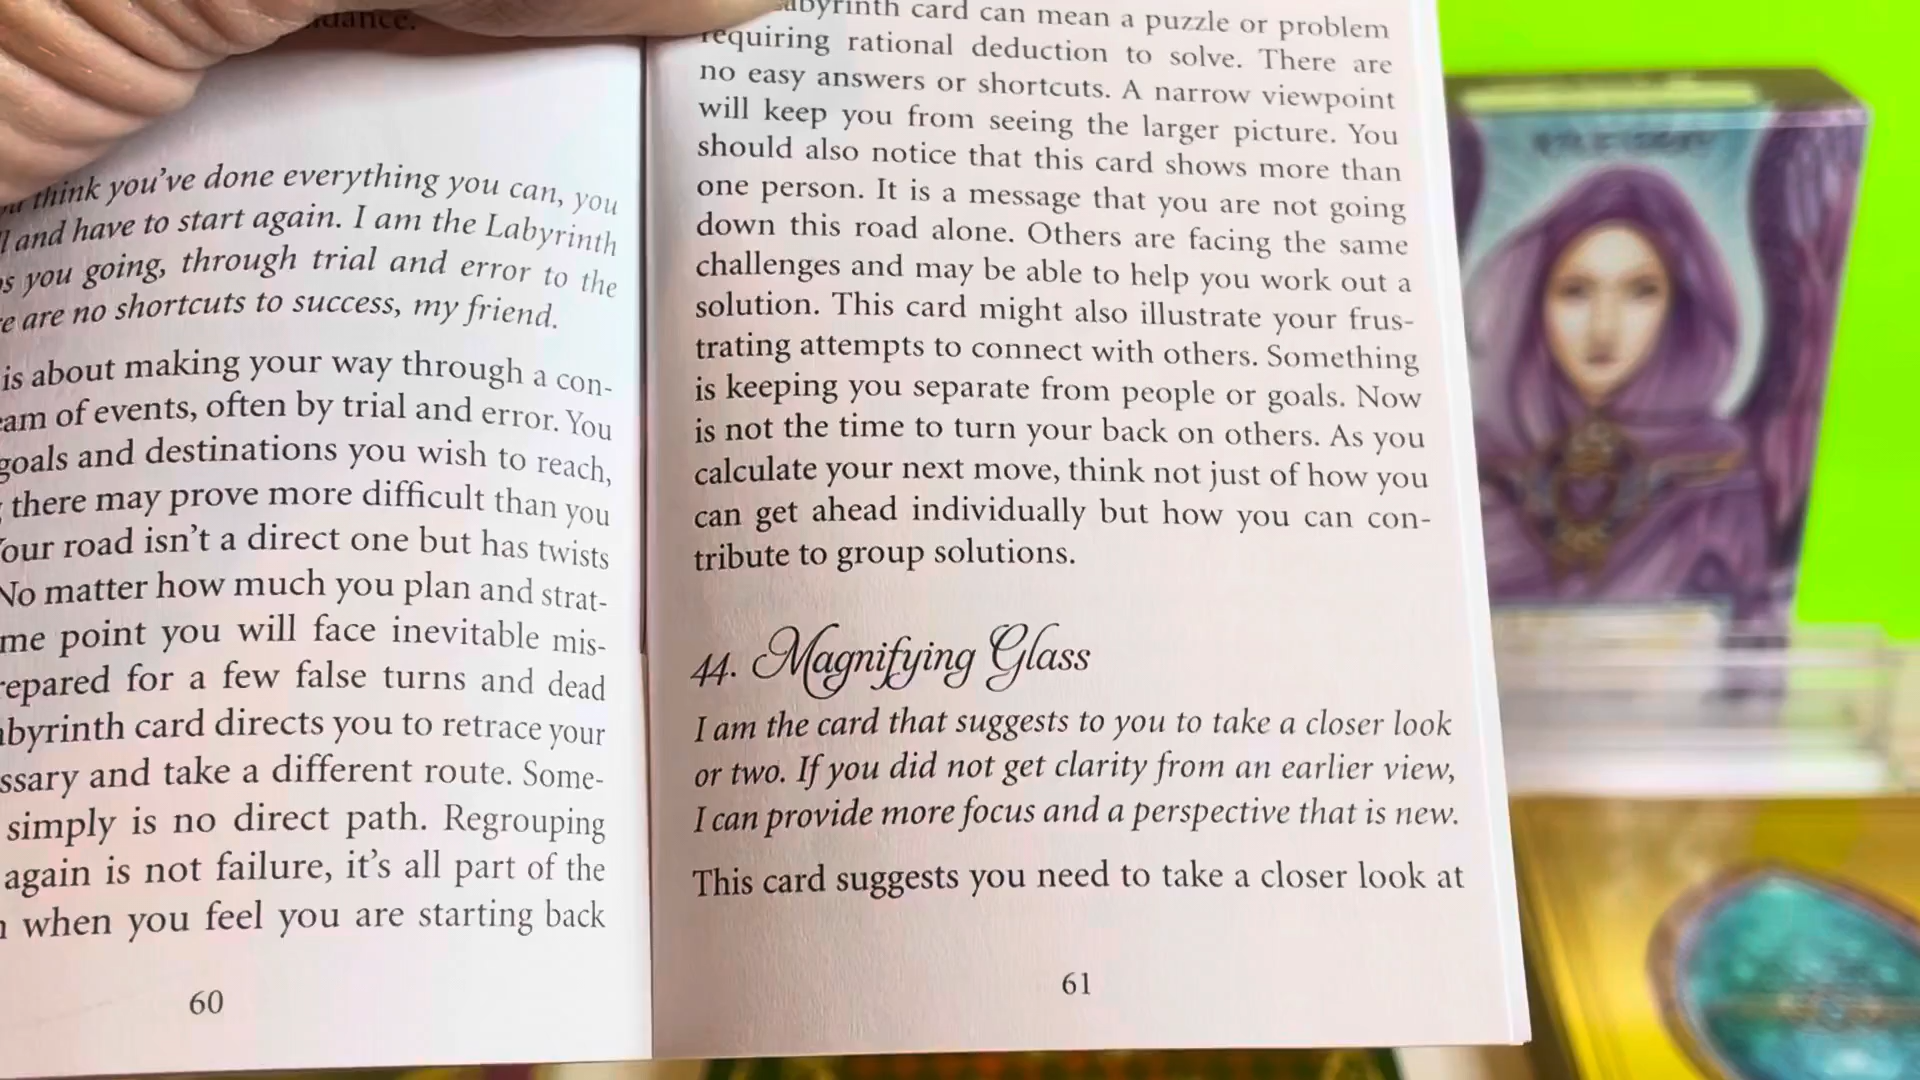 dance.
think you've done everything you can, you
and have to start again. I am the Labyrinth
you going, through trial and error to the
are no shortcuts to success, my friend.
is about making your way through a con-
of events, often by trial and error. You
goals and destinations you wish to reach,
there may prove more difficult than you
our road isn't a direct one but has twists
No matter how much you plan and strat-
me point you will face inevitable mis-
repared for a few false turns and dead
abyrinth card directs you to retrace your
ssary and take a different route. Some-
simply is no direct path. Regrouping
again is not failure, it's all part of the
when you feel you are starting back
60
abyrinth card can mean a puzzle or problem
requiring rational deduction to solve. There are
no easy answers or shortcuts. A narrow viewpoint
will keep you from seeing the larger picture. You
should also notice that this card shows more than
one person. It is a message that you are not going
down this road alone. Others are facing the same
challenges and may be able to help you work out a
solution. This card might also illustrate your frus-
trating attempts to connect with others. Something
is keeping you separate from people or goals. Now
is not the time to turn your back on others. As you
calculate your next move, think not just of how you
can get ahead individually but how you can con-
tribute to group solutions.
44. Magnifying Glass
I am the card that suggests to you to take a closer look
or two. If you did not get clarity from an earlier view,
I can provide more focus and a perspective that is new.
This card suggests you need to take a closer look at
61